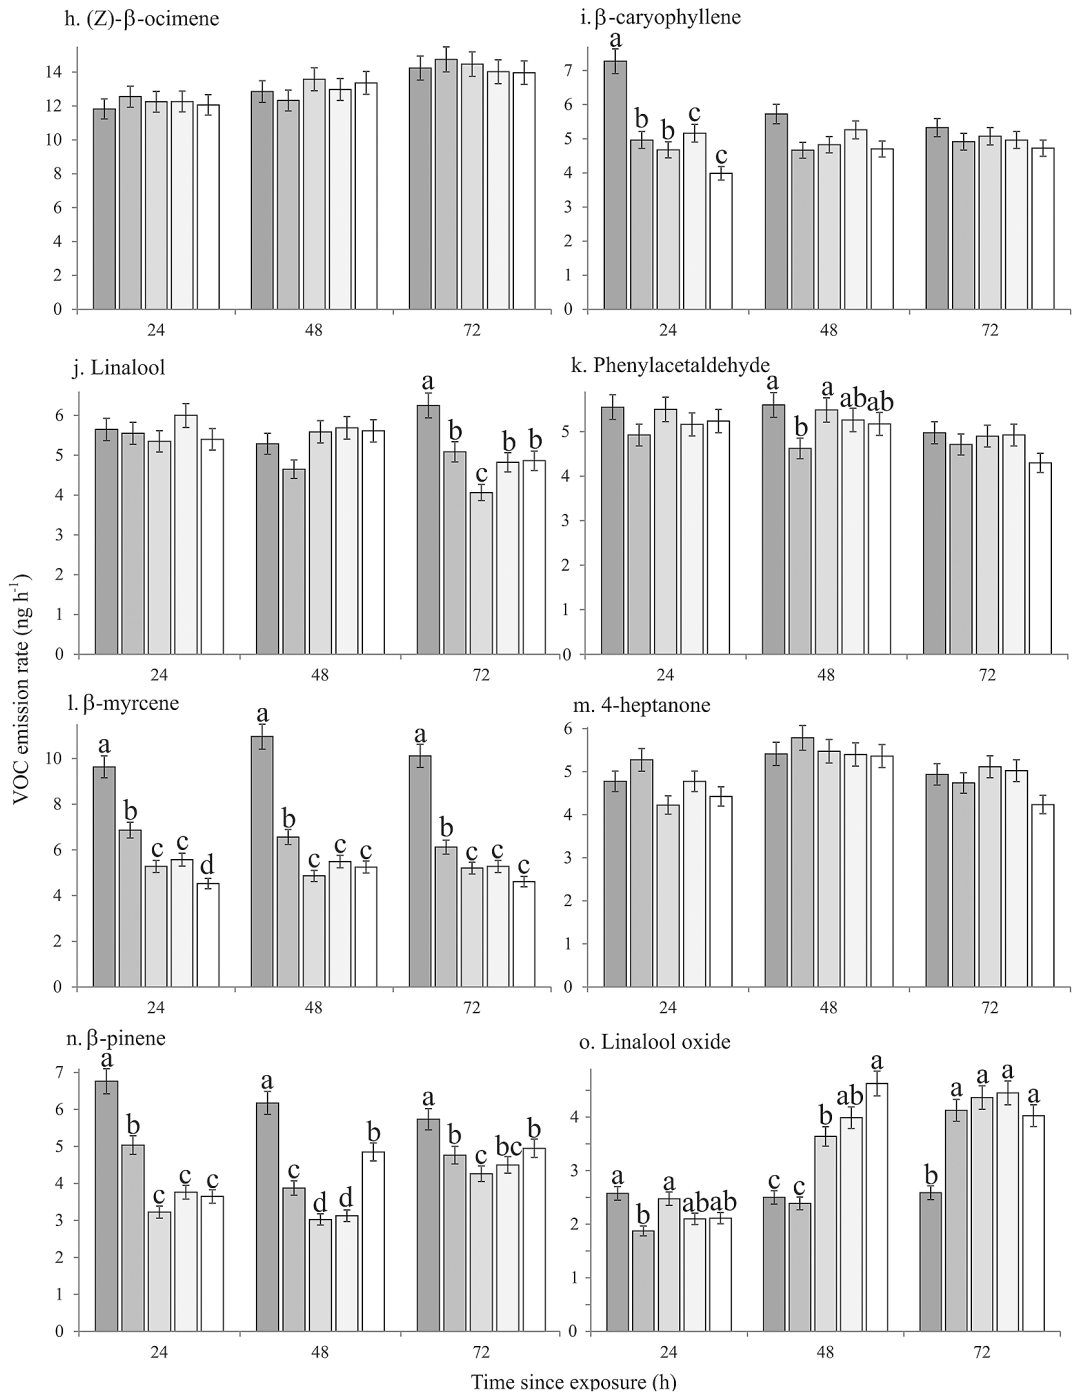 h. (Z)-β-ocimene
14
12
10
8
6
4
2
0
24 48 72
i. β-caryophyllene
7
6
5
4
3
2
1
0
a b b c c
24 48 72
j. Linalool
6
5
4
3
2
1
0
a b c b b
24 48 72
k. Phenylacetaldehyde
5
4
3
2
1
0
a b a ab ab
24 48 72
VOC emission rate (ng h-1)
l. β-myrcene
10
8
6
4
2
0
a b c c d
a b c c c
a b c c c
24 48 72
m. 4-heptanone
6
5
4
3
2
1
0
24 48 72
n. β-pinene
7
6
5
4
3
2
1
0
a b c c c
a c d d b
a b c bc b
24 48 72
o. Linalool oxide
4
3
2
1
0
a b a ab ab
c c b ab a
b a a a a
24 48 72
Time since exposure (h)